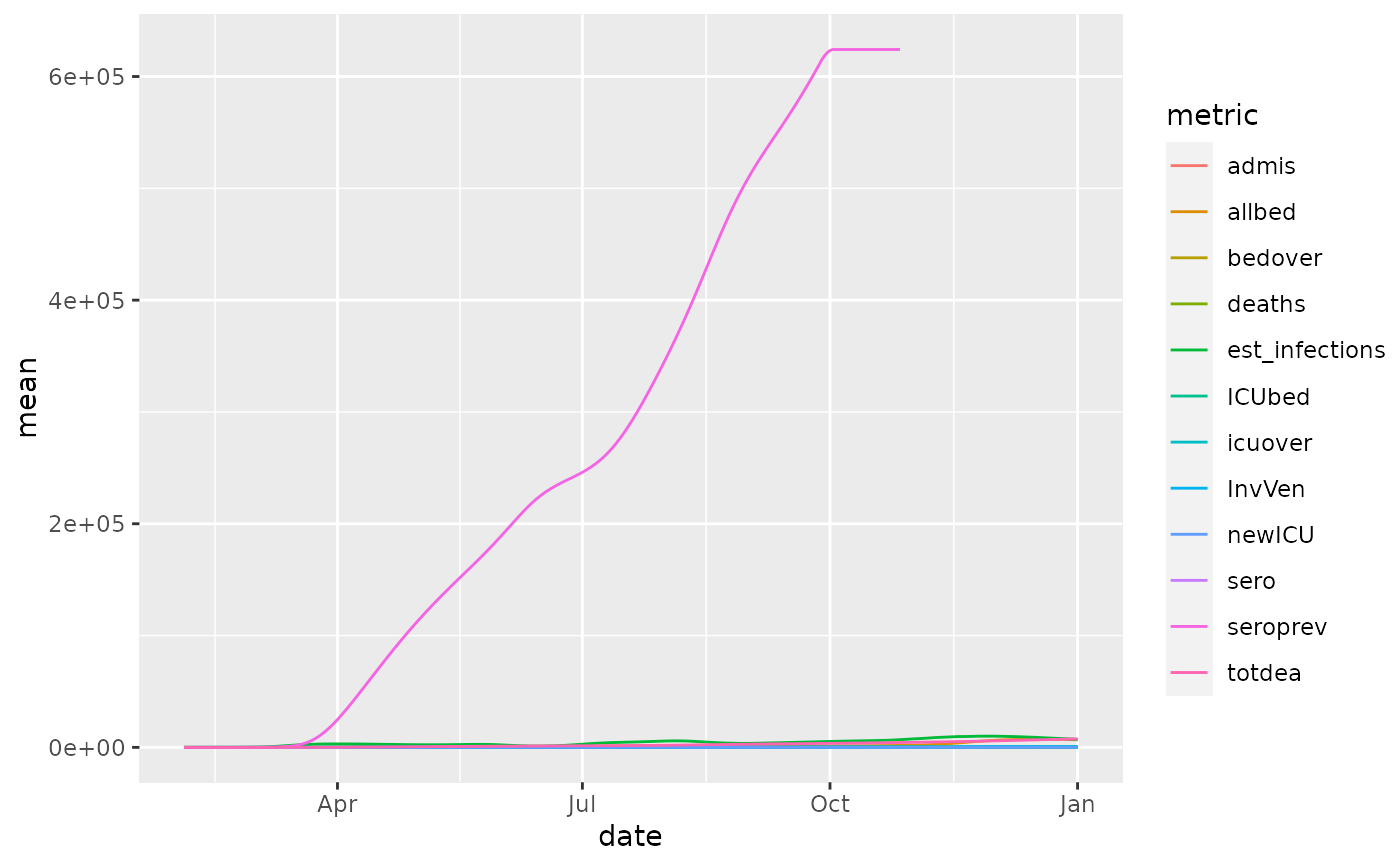 6e+05
4e+05
2e+05
0e+00
mean
Apr
Jul
Oct
Jan
date
metric
admis
allbed
bedover
deaths
est_infections
ICUbed
icuover
InvVen
newICU
sero
seroprev
totdea